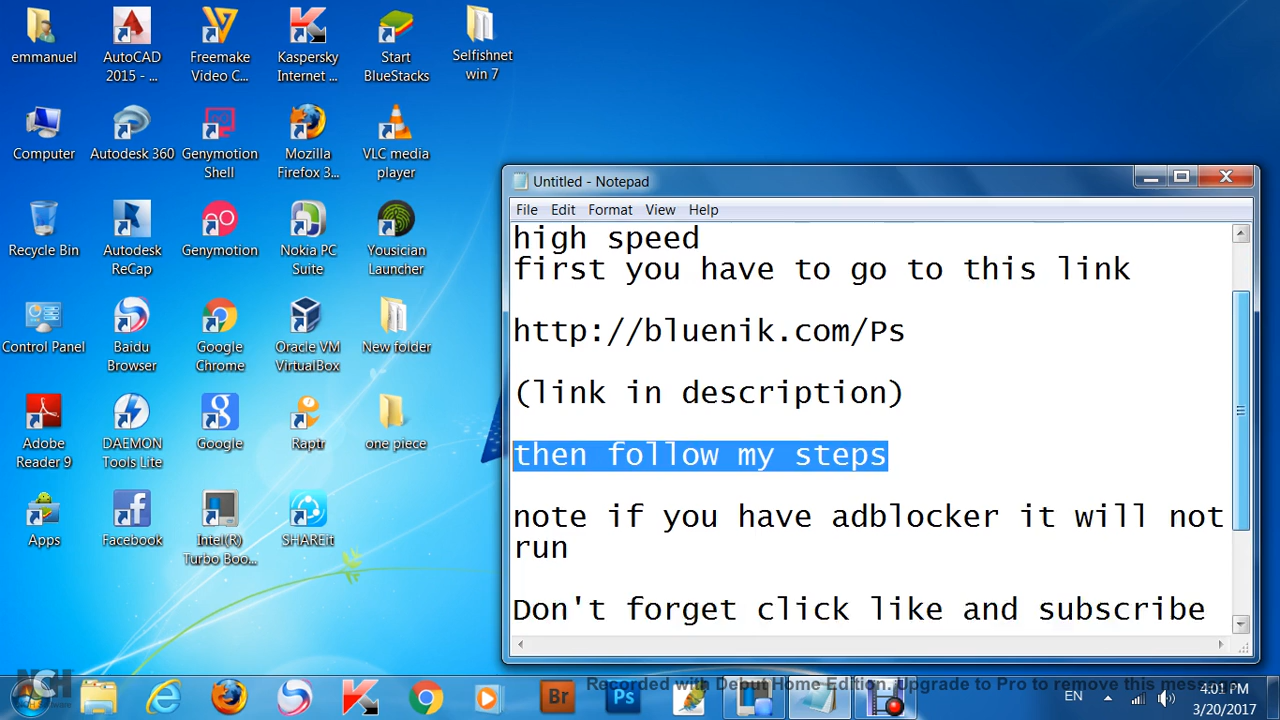 emmanuel
AutoCAD
2015 - ...
Freemake
Video C...
Kaspersky
Internet ...
Start
BlueStacks
Selfishnet
win 7
Computer
Autodesk 360
Genymotion
Shell
Mozilla
Firefox 3...
VLC media
player
Recycle Bin
Autodesk
ReCap
Genymotion
Nokia PC
Suite
Yousician
Launcher
Control Panel
Baidu
Browser
Google
Chrome
Oracle VM
VirtualBox
New folder
Adobe
Reader 9
DAEMON
Tools Lite
Google
Raptr
one piece
Apps
Facebook
Intel(R)
Turbo Boo...
SHAREit
Untitled - Notepad
File Edit Format View Help
high speed
first you have to go to this link
http://bluenik.com/Ps
(link in description)
then follow my steps
note if you have adblocker it will not
run
Don't forget click like and subscribe
NCH
Software
Br
Ps
Recorded with Debut Home Edition. Upgrade to Pro to remove this
EN
4:01 PM
3/20/2017